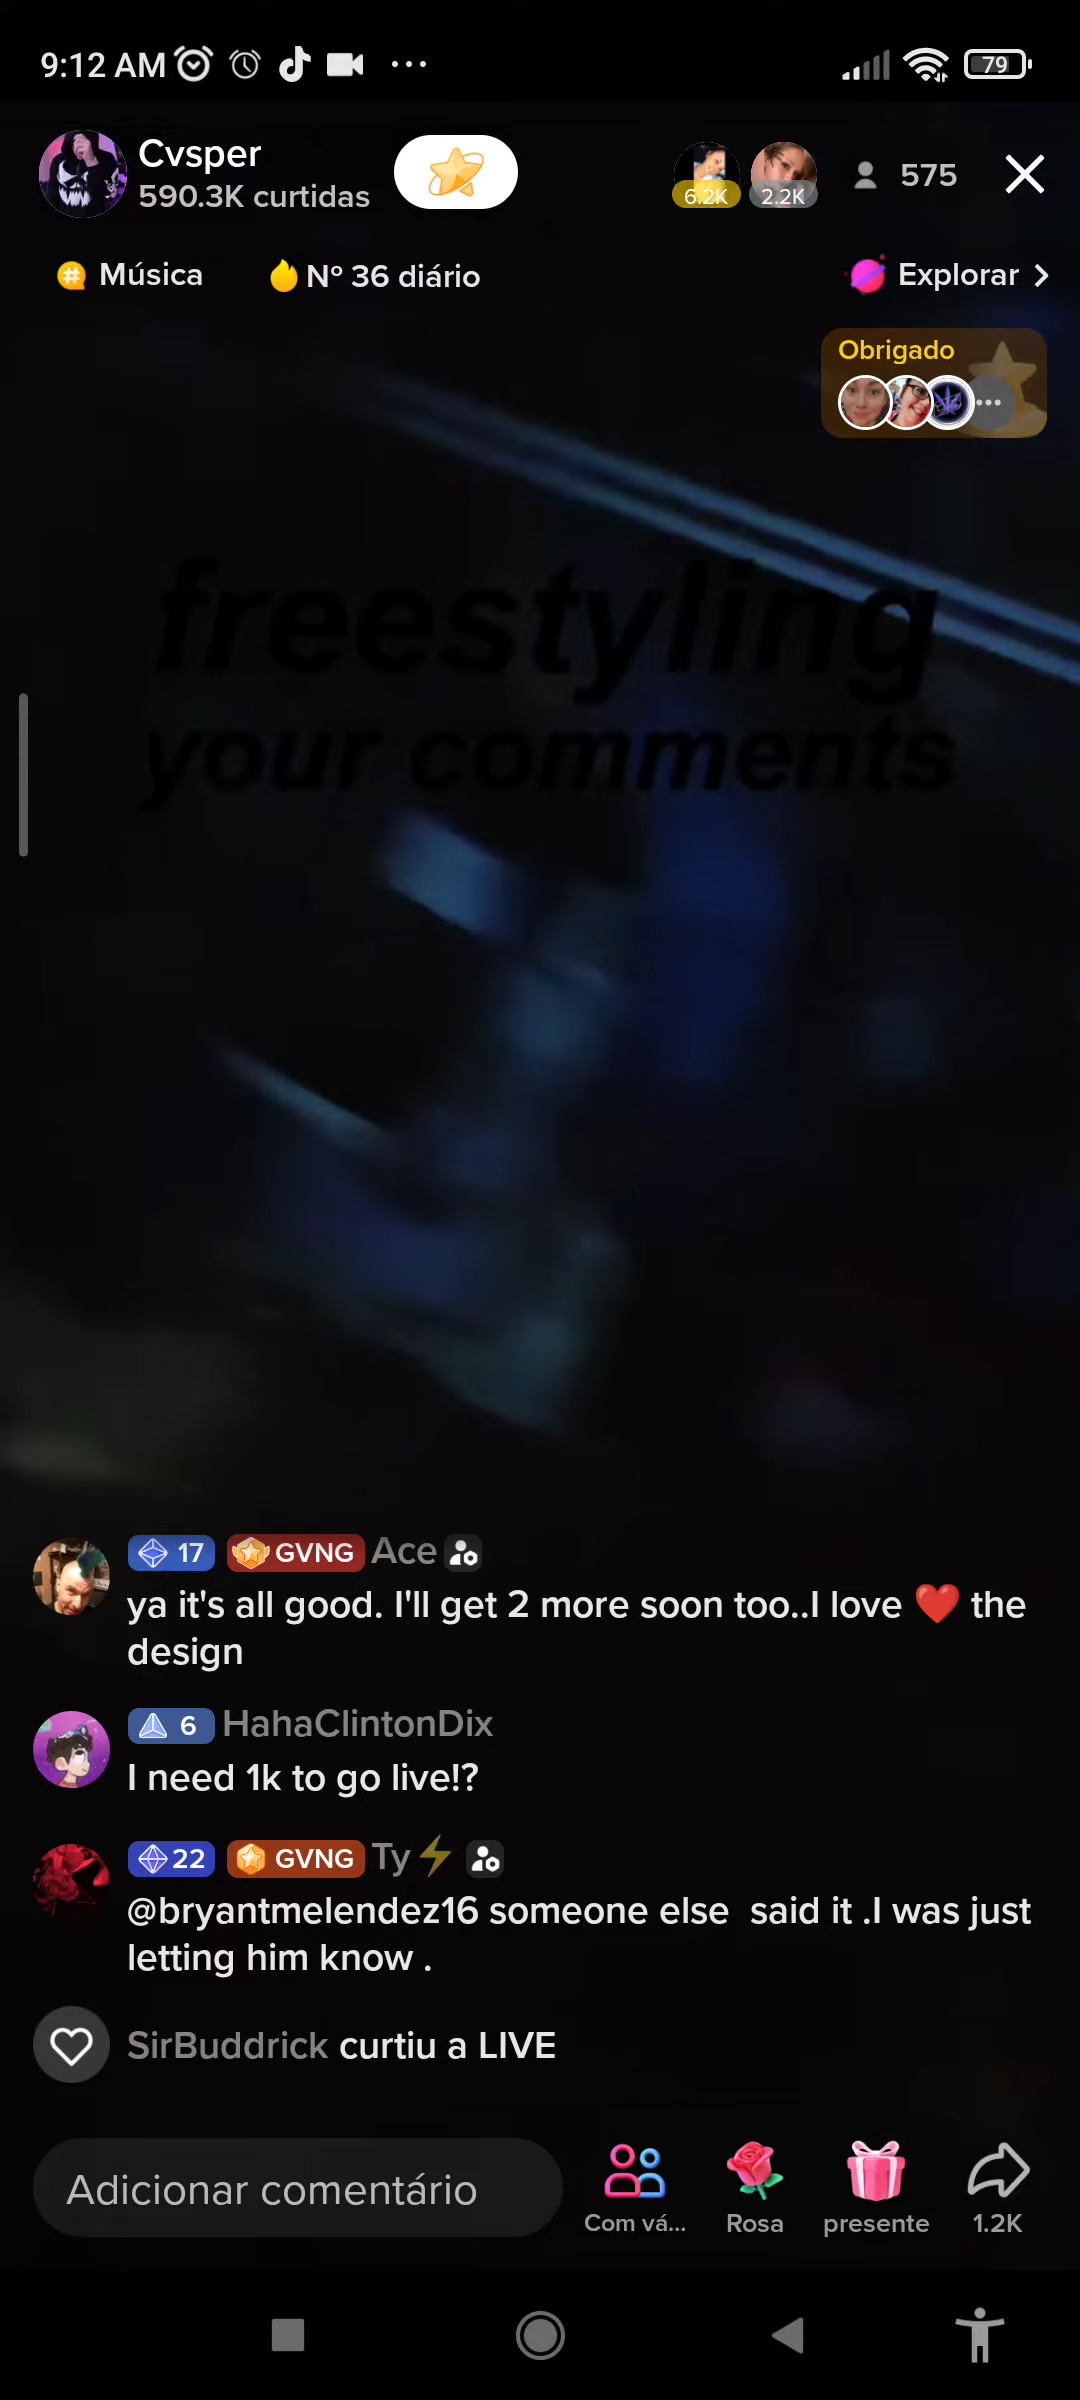 9:12 AM
79
Cvsper
590.3K curtidas
6.2K
2.2K
575
Música
Nº 36 diário
Explorar
Obrigado
freestyling
your comments
17 GVNG Ace
ya it's all good. I'll get 2 more soon too..I love ❤️ the
design
6 HahaClintonDix
I need 1k to go live!?
22 GVNG Ty⚡
@bryantmelendez16 someone else said it .I was just
letting him know .
SirBuddrick curtiu a LIVE
Adicionar comentário
Com vá...
Rosa
presente
1.2K